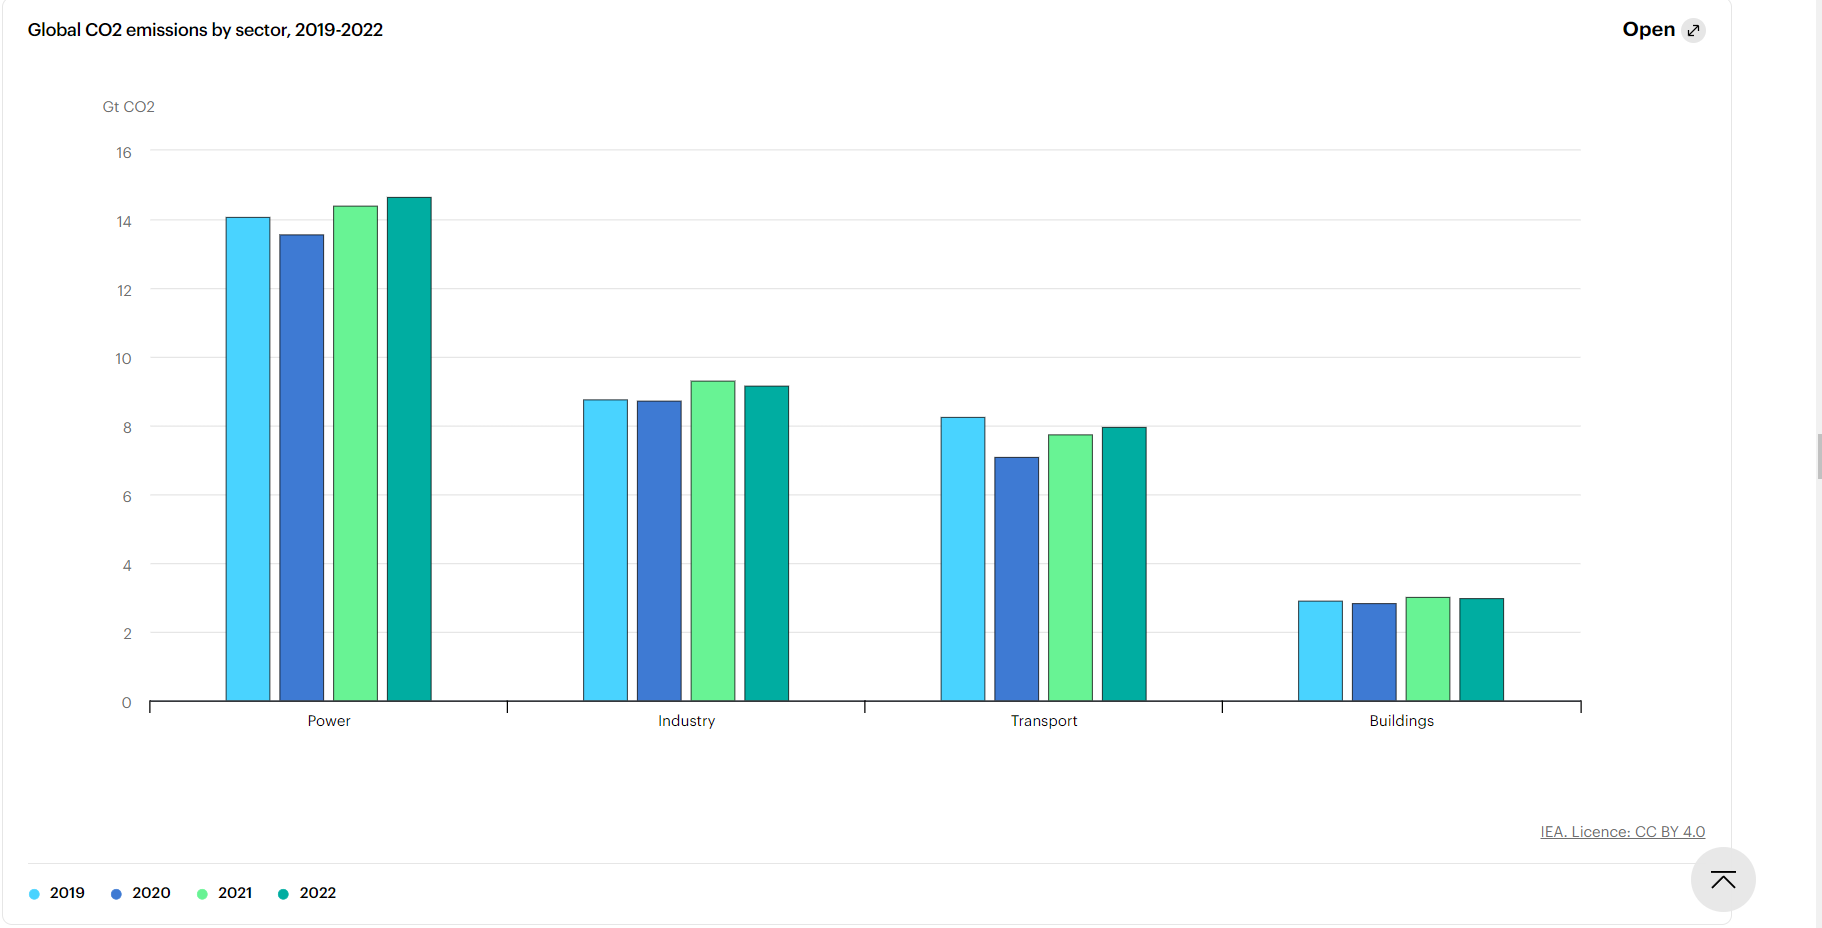 Global CO2 emissions by sector, 2019-2022
Open
Gt CO2
16
14
12
10
8
6
4
2
0
Power
Industry
Transport
Buildings
IEA. Licence: CC BY 4.0
2019
2020
2021
2022